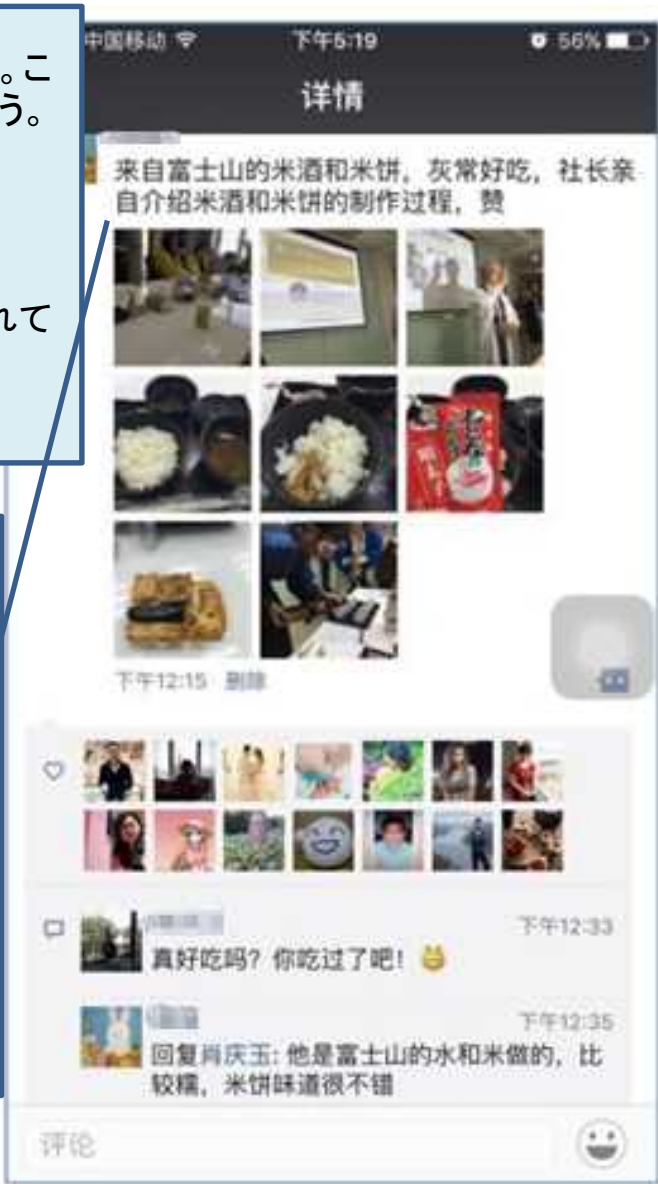 。こ
う。
れて
中国移动 下午5:19 56%
详情
来自富士山的米酒和米饼，灰常好吃，社长亲
自介绍米酒和米饼的制作过程，赞
下午12:15 删除
下午12:33
真好吃吗？你吃过了吧！
下午12:35
回复肖庆玉: 他是富士山的水和米做的，比
较糯，米饼味道很不错
评论